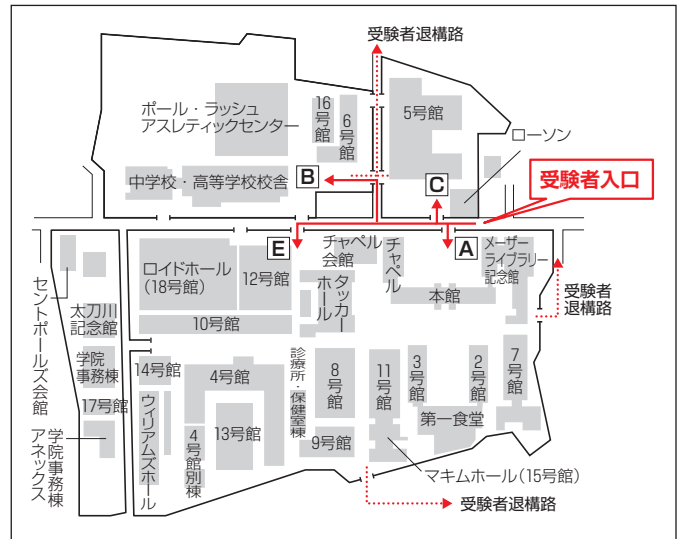 受験者退構路
ポール・ラッシュ
アスレティックセンター
16号館
6号館
5号館
ローソン
中学校・高等学校校舎
B
C
受験者入口
E
A
チャペル
会館
チャペル
メーザー
ライブラリー
記念館
ロイドホール
(18号館)
12号館
タッカー
ホール
本館
受験者
退構路
セントポールズ会館
太刀川
記念館
10号館
学院
事務棟
14号館
4号館
診療所・保健室棟
8号館
11号館
3号館
2号館
7号館
17号館
ウィリアムズホール
4号館別棟
13号館
第一食堂
学院事務棟
アネックス
9号館
マキムホール(15号館)
受験者退構路